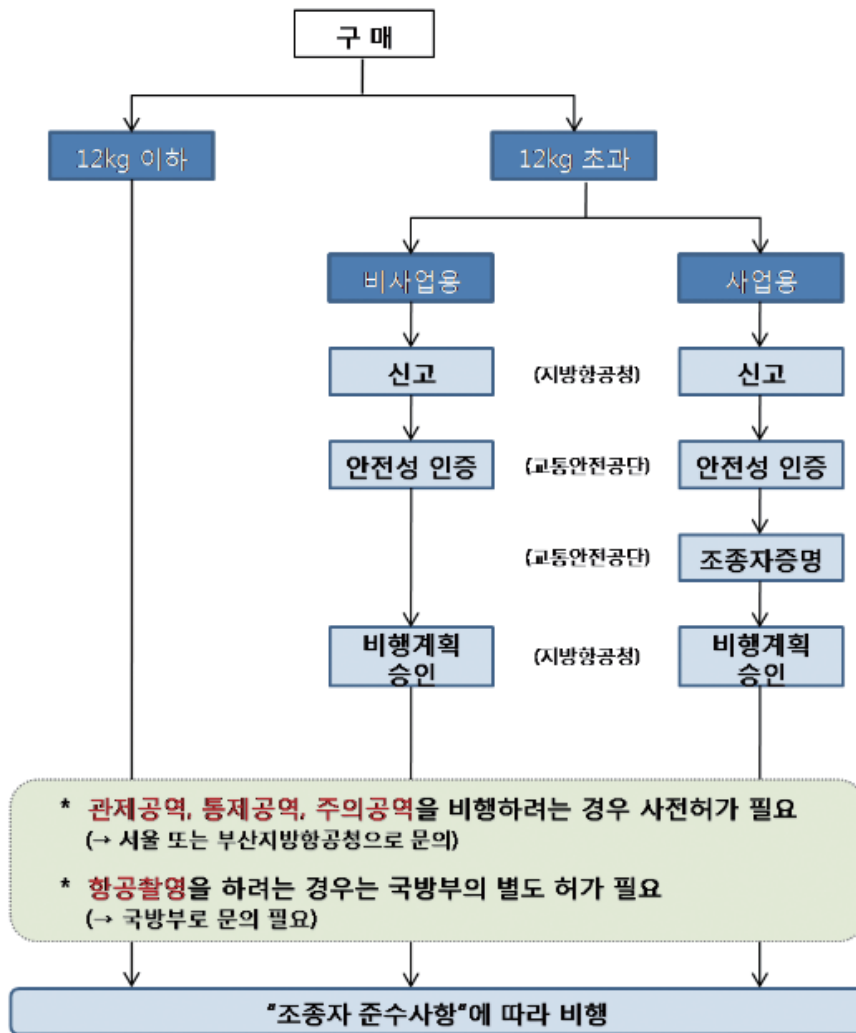 구 매
12kg 이하
12kg 초과
비사업용
사업용
신고
(지방항공청)
신고
안전성 인증
(교통안전공단)
안전성 인증
(교통안전공단)
조종자증명
비행계획
승인
(지방항공청)
비행계획
승인
* 관제공역, 통제공역, 주의공역을 비행하려는 경우 사전허가 필요
(→ 서울 또는 부산지방항공청으로 문의)
* 항공촬영을 하려는 경우는 국방부의 별도 허가 필요
(→ 국방부로 문의 필요)
"조종자 준수사항"에 따라 비행